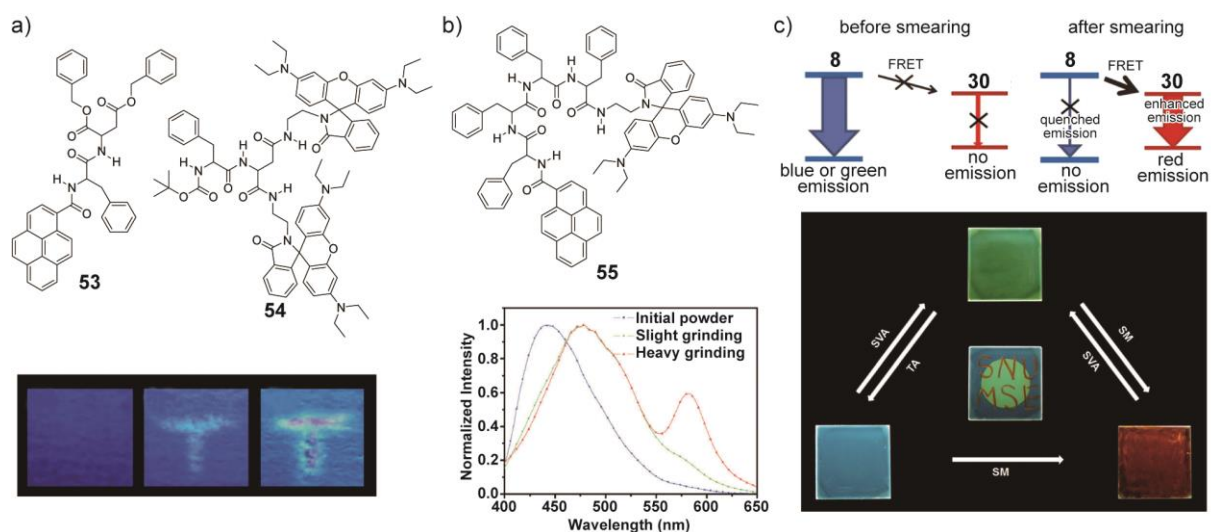 a)
O
O
O
O
N
H
O
N
H
O
53
N
N
O
N
O
H
N
O
H
N
O
N
H
O
O
O
N
H
O
N
O
N
N
54
b)
O
N
H
N
H
O
O
N
H
O
N
H
O
N
H
O
N
O
N
N
55
Initial powder
Slight grinding
Heavy grinding
Normalized Intensity
1.0
0.8
0.6
0.4
0.2
0.0
400 450 500 550 600 650
Wavelength (nm)
c)
before smearing
after smearing
8
FRET
30
blue or green
emission
no
emission
8
FRET
30
quenched
emission
enhanced
emission
no
emission
red
emission
SVA
TA
SM
SVA
SNU
MSE
SM